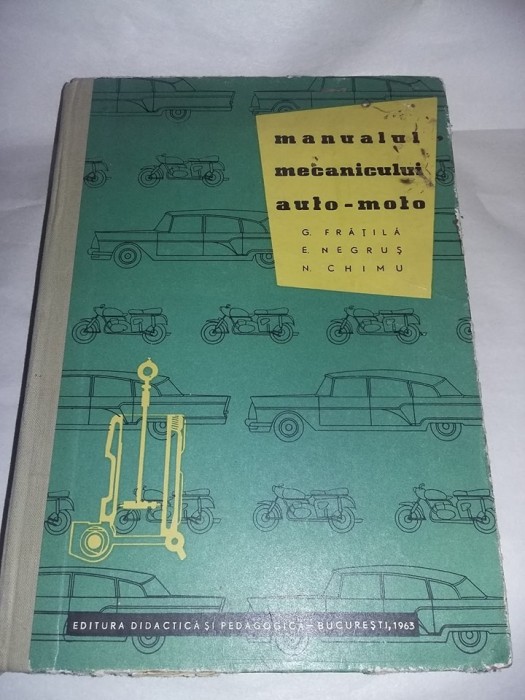 manualul
mecanicului
auto-moto
G. FRĂȚILĂ
E. NEGRUȘ
N. CHIMU
EDITURA DIDACTICĂ ȘI PEDAGOGICĂ — BUCUREȘTI, 1963